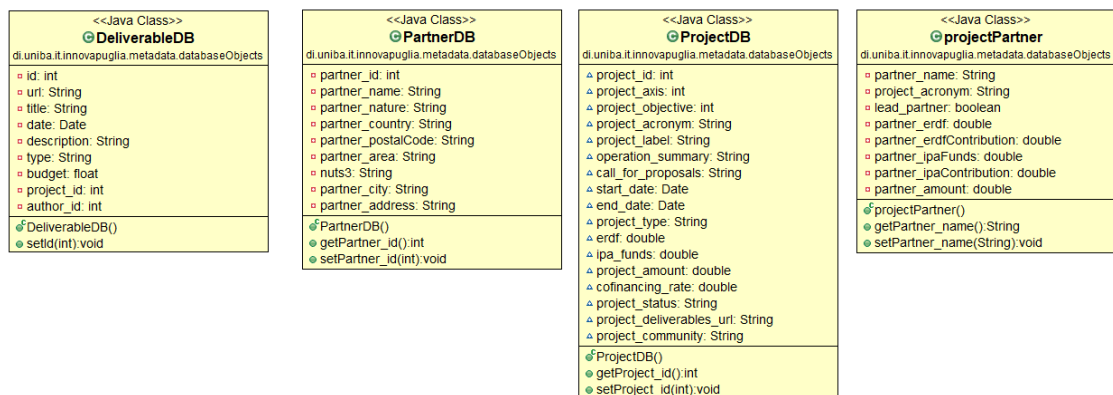 <<Java Class>>
DeliverableDB
di.uniba.it.innovapuglia.metadata.databaseObjects
id: int
url: String
title: String
date: Date
description: String
type: String
budget: float
project_id: int
author_id: int
DeliverableDB()
setId(int):void
<<Java Class>>
PartnerDB
di.uniba.it.innovapuglia.metadata.databaseObjects
partner_id: int
partner_name: String
partner_nature: String
partner_country: String
partner_postalCode: String
partner_area: String
nuts3: String
partner_city: String
partner_address: String
PartnerDB()
getPartner_id():int
setPartner_id(int):void
<<Java Class>>
ProjectDB
di.uniba.it.innovapuglia.metadata.databaseObjects
project_id: int
project_axis: int
project_objective: int
project_acronym: String
project_label: String
operation_summary: String
call_for_proposals: String
start_date: Date
end_date: Date
project_type: String
erdf: double
ipa_funds: double
project_amount: double
cofinancing_rate: double
project_status: String
project_deliverables_url: String
project_community: String
ProjectDB()
getProject_id():int
setProject_id(int):void
<<Java Class>>
projectPartner
di.uniba.it.innovapuglia.metadata.databaseObjects
partner_name: String
project_acronym: String
lead_partner: boolean
partner_erdf: double
partner_erdfContribution: double
partner_ipaFunds: double
partner_ipaContribution: double
partner_amount: double
projectPartner()
getPartner_name():String
setPartner_name(String):void